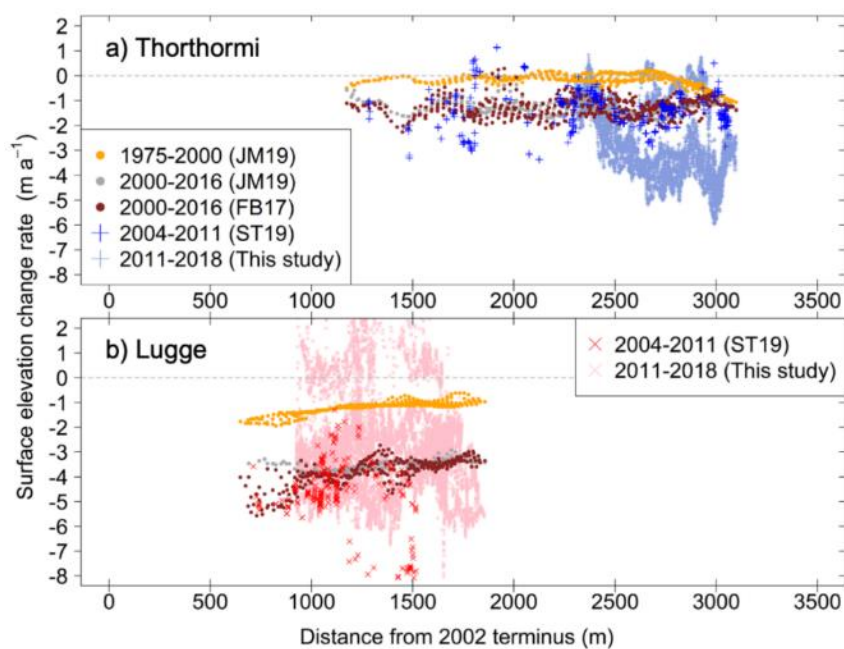 a) Thorthormi
2
1
0
-1
-2
-3
-4
-5
-6
-7
-8
1975-2000 (JM19)
2000-2016 (JM19)
2000-2016 (FB17)
2004-2011 (ST19)
2011-2018 (This study)
0 500 1000 1500 2000 2500 3000 3500
Surface elevation change rate (m a⁻¹)
b) Lugge
2
1
0
-1
-2
-3
-4
-5
-6
-7
-8
2004-2011 (ST19)
2011-2018 (This study)
0 500 1000 1500 2000 2500 3000 3500
Distance from 2002 terminus (m)